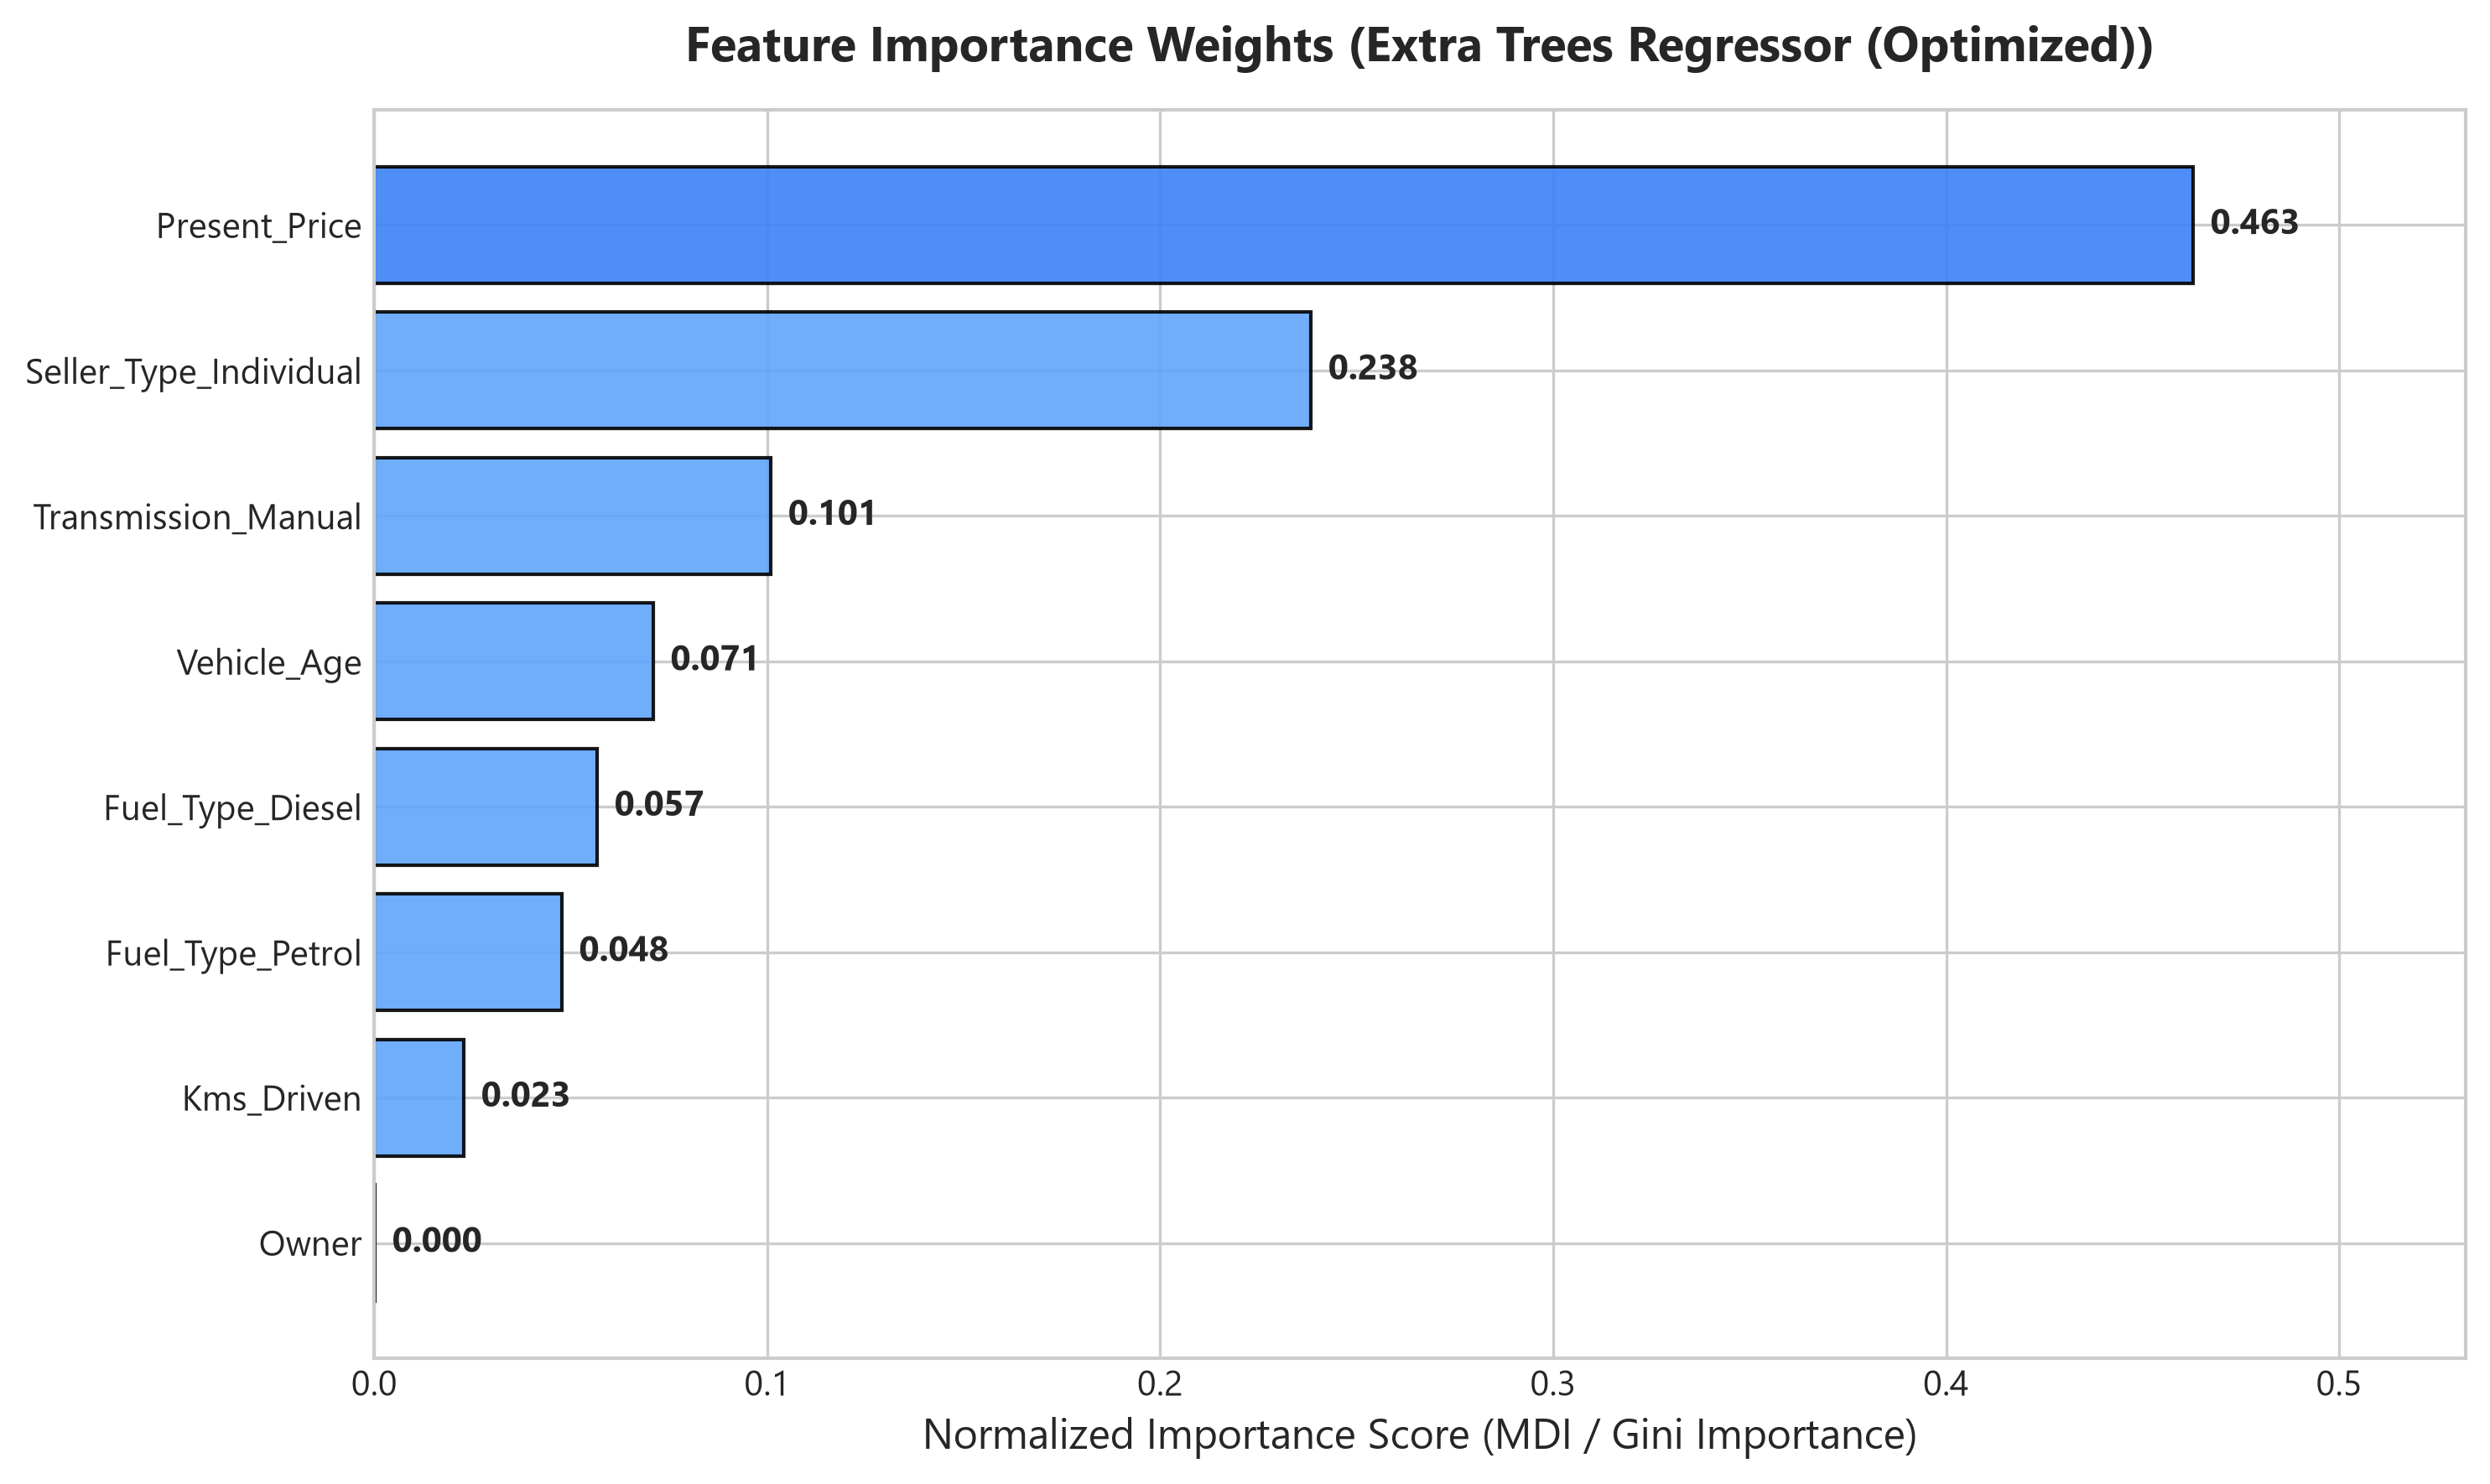 Feature Importance Weights (Extra Trees Regressor (Optimized))
Present_Price
0.463
Seller_Type_Individual
0.238
Transmission_Manual
0.101
Vehicle_Age
0.071
Fuel_Type_Diesel
0.057
Fuel_Type_Petrol
0.048
Kms_Driven
0.023
Owner
0.000
0.0 0.1 0.2 0.3 0.4 0.5
Normalized Importance Score (MDI / Gini Importance)